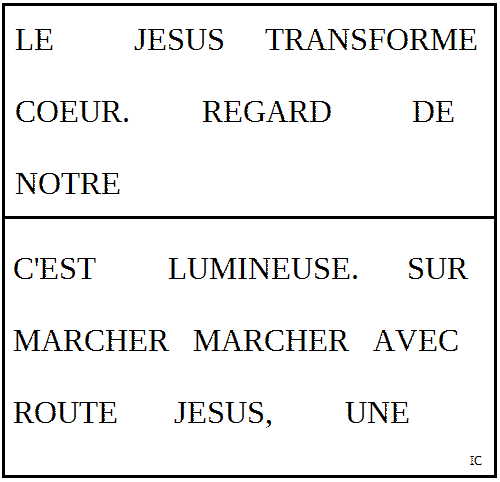 LE JESUS TRANSFORME
COEUR. REGARD DE
NOTRE
C'EST LUMINEUSE. SUR
MARCHER MARCHER AVEC
ROUTE JESUS, UNE
IC